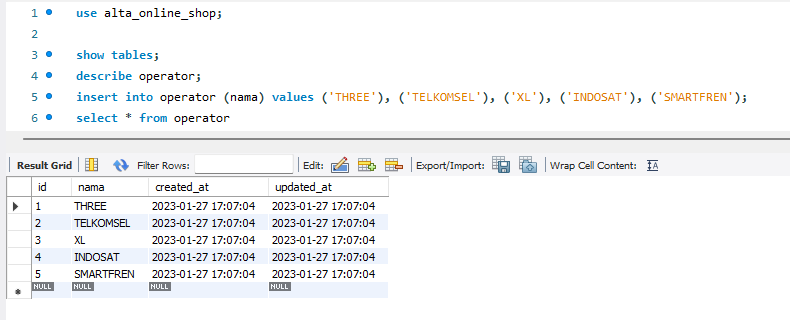 1 use alta_online_shop;
2
3 show tables;
4 describe operator;
5 insert into operator (nama) values ('THREE'), ('TELKOMSEL'), ('XL'), ('INDOSAT'), ('SMARTFREN');
6 select * from operator
Result Grid Filter Rows: Edit: Export/Import: Wrap Cell Content: IA
id nama created_at updated_at
1 THREE 2023-01-27 17:07:04 2023-01-27 17:07:04
2 TELKOMSEL 2023-01-27 17:07:04 2023-01-27 17:07:04
3 XL 2023-01-27 17:07:04 2023-01-27 17:07:04
4 INDOSAT 2023-01-27 17:07:04 2023-01-27 17:07:04
5 SMARTFREN 2023-01-27 17:07:04 2023-01-27 17:07:04
NULL NULL NULL NULL